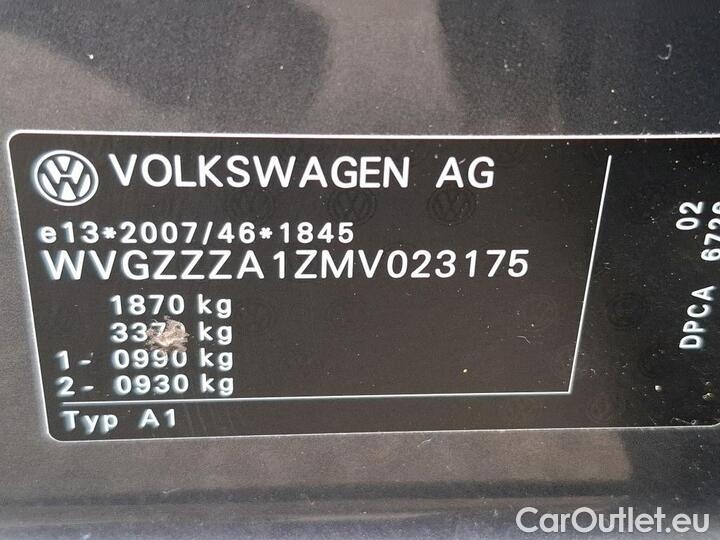 VOLKSWAGEN AG
e13*2007/46*1845
WVGZZZA1ZMV023175
1870 kg
kg
1- 0990 kg
2- 0930 kg
Typ A1
02
DPCA
CarOutlet.eu